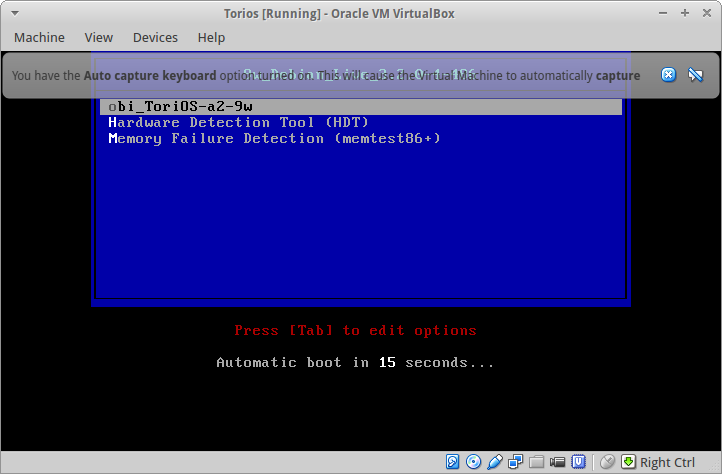 Torios [Running] - Oracle VM VirtualBox
Machine View Devices Help
You have the Auto capture keyboard option turned on. This will cause the Virtual Machine to automatically capture
obi_ToriOS-a2-9w
Hardware Detection Tool (HDT)
Memory Failure Detection (memtest86+)
Press [Tab] to edit options
Automatic boot in 15 seconds...
Right Ctrl